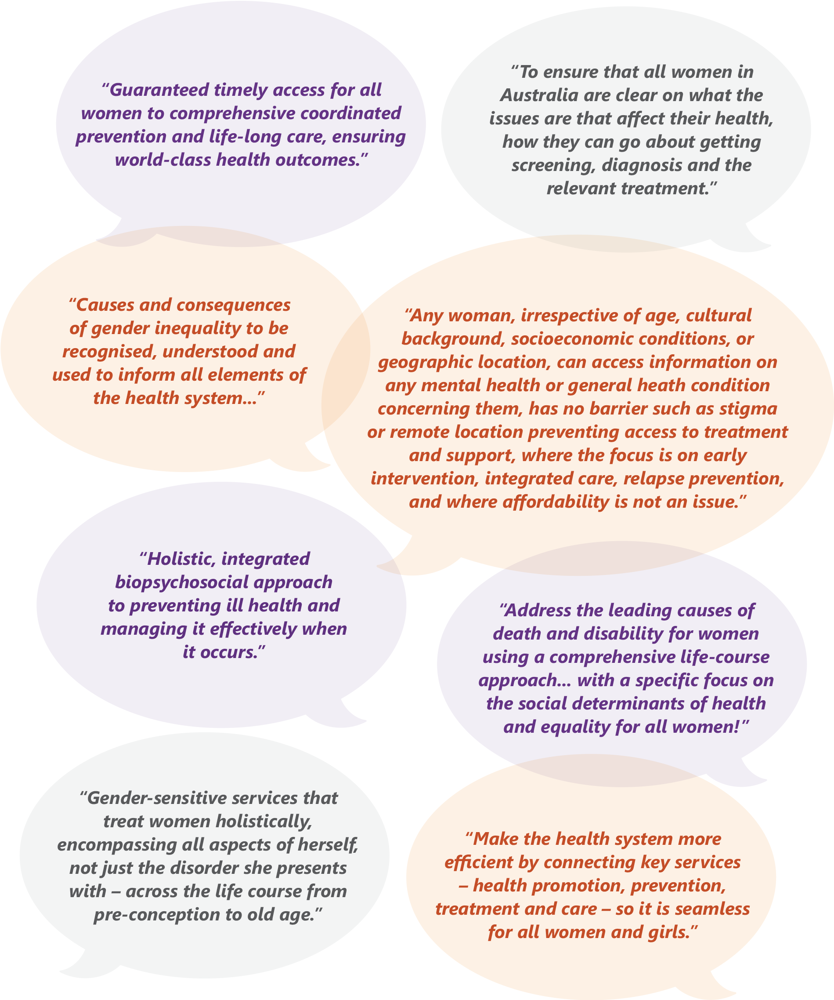 “Guaranteed timely access for all
women to comprehensive coordinated
prevention and life-long care, ensuring
world-class health outcomes.”
“To ensure that all women in
Australia are clear on what the
issues are that affect their health,
how they can go about getting
screening, diagnosis and the
relevant treatment.”
“Causes and consequences
of gender inequality to be
recognised, understood and
used to inform all elements of
the health system...”
“Any woman, irrespective of age, cultural
background, socioeconomic conditions, or
geographic location, can access information on
any mental health or general heath condition
concerning them, has no barrier such as stigma
or remote location preventing access to treatment
and support, where the focus is on early
intervention, integrated care, relapse prevention,
and where affordability is not an issue.”
“Holistic, integrated
biopsychosocial approach
to preventing ill health and
managing it effectively when
it occurs.”
“Address the leading causes of
death and disability for women
using a comprehensive life-course
approach... with a specific focus on
the social determinants of health
and equality for all women!”
“Gender-sensitive services that
treat women holistically,
encompassing all aspects of herself,
not just the disorder she presents
with – across the life course from
pre-conception to old age.”
“Make the health system more
efficient by connecting key services
– health promotion, prevention,
treatment and care – so it is seamless
for all women and girls.”